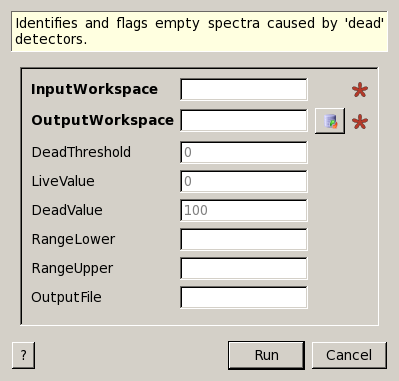 Identifies and flags empty spectra caused by 'dead'
detectors.
InputWorkspace *
OutputWorkspace *
DeadThreshold 0
LiveValue 0
DeadValue 100
RangeLower
RangeUpper
OutputFile
? Run Cancel